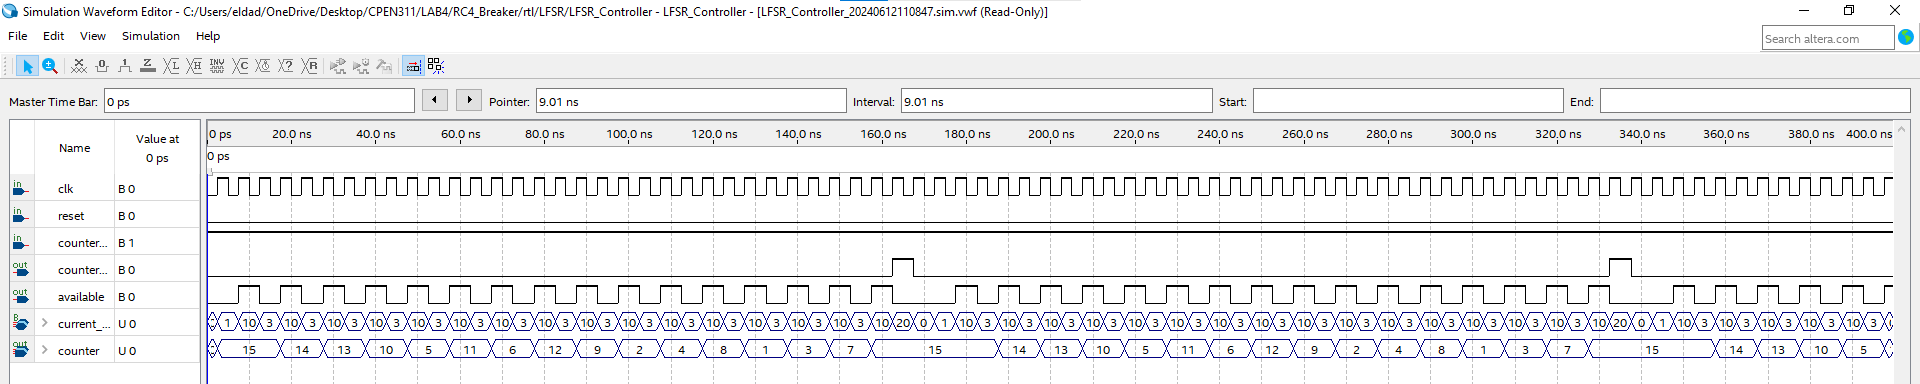 Simulation Waveform Editor - C:/Users/eldad/OneDrive/Desktop/CPEN311/LAB4/RC4_Breaker/rtl/LFSR/LFSR_Controller - LFSR_Controller - [LFSR_Controller_20240612110847.sim.vwf (Read-Only)]
File Edit View Simulation Help
Search altera.com
Master Time Bar: 0 ps Pointer: 9.01 ns Interval: 9.01 ns Start: End:
Name Value at 0 ps
0 ps 20.0 ns 40.0 ns 60.0 ns 80.0 ns 100.0 ns 120.0 ns 140.0 ns 160.0 ns 180.0 ns 200.0 ns 220.0 ns 240.0 ns 260.0 ns 280.0 ns 300.0 ns 320.0 ns 340.0 ns 360.0 ns 380.0 ns 400.0 ns
0 ps
in clk B 0
in reset B 0
in counter... B 1
out counter... B 0
out available B 0
current_... U 0 1 10 3 10 3 10 3 10 3 10 3 10 3 10 3 10 3 10 3 10 3 10 3 10 3 10 3 10 3 10 3 10 20 0 1 10 3 10 3 10 3 10 3 10 3 10 3 10 3 10 3 10 3 10 3 10 3 10 3 10 3 10 3 10 3 10 20 0 1 10 3 10 3 10 3 10 3 10 3
out counter U 0 15 14 13 10 5 11 6 12 9 2 4 8 1 3 7 15 14 13 10 5 11 6 12 9 2 4 8 1 3 7 15 14 13 10 5